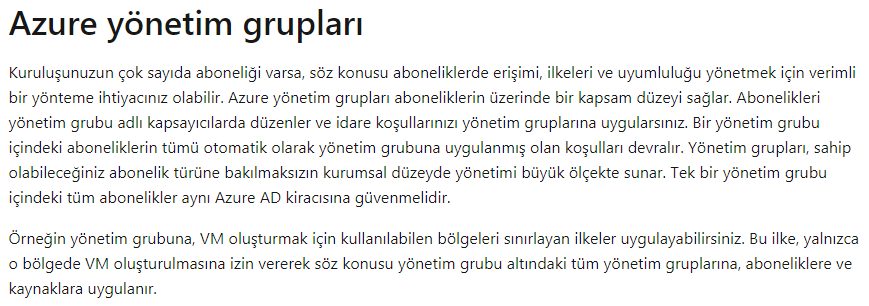 Azure yönetim grupları
Kuruluşunuzun çok sayıda aboneliği varsa, söz konusu aboneliklerde erişimi, ilkeleri ve uyumluluğu yönetmek için verimli
bir yönteme ihtiyacınız olabilir. Azure yönetim grupları aboneliklerin üzerinde bir kapsam düzeyi sağlar. Abonelikleri
yönetim grubu adlı kapsayıcılarda düzenler ve idare koşullarınızı yönetim gruplarına uygularsınız. Bir yönetim grubu
içindeki aboneliklerin tümü otomatik olarak yönetim grubuna uygulanmış olan koşulları devralır. Yönetim grupları, sahip
olabileceğiniz abonelik türüne bakılmaksızın kurumsal düzeyde yönetimi büyük ölçekte sunar. Tek bir yönetim grubu
içindeki tüm abonelikler aynı Azure AD kiracısına güvenmelidir.
Örneğin yönetim grubuna, VM oluşturmak için kullanılabilen bölgeleri sınırlayan ilkeler uygulayabilirsiniz. Bu ilke, yalnızca
o bölgede VM oluşturulmasına izin vererek söz konusu yönetim grubu altındaki tüm yönetim gruplarına, aboneliklere ve
kaynaklara uygulanır.